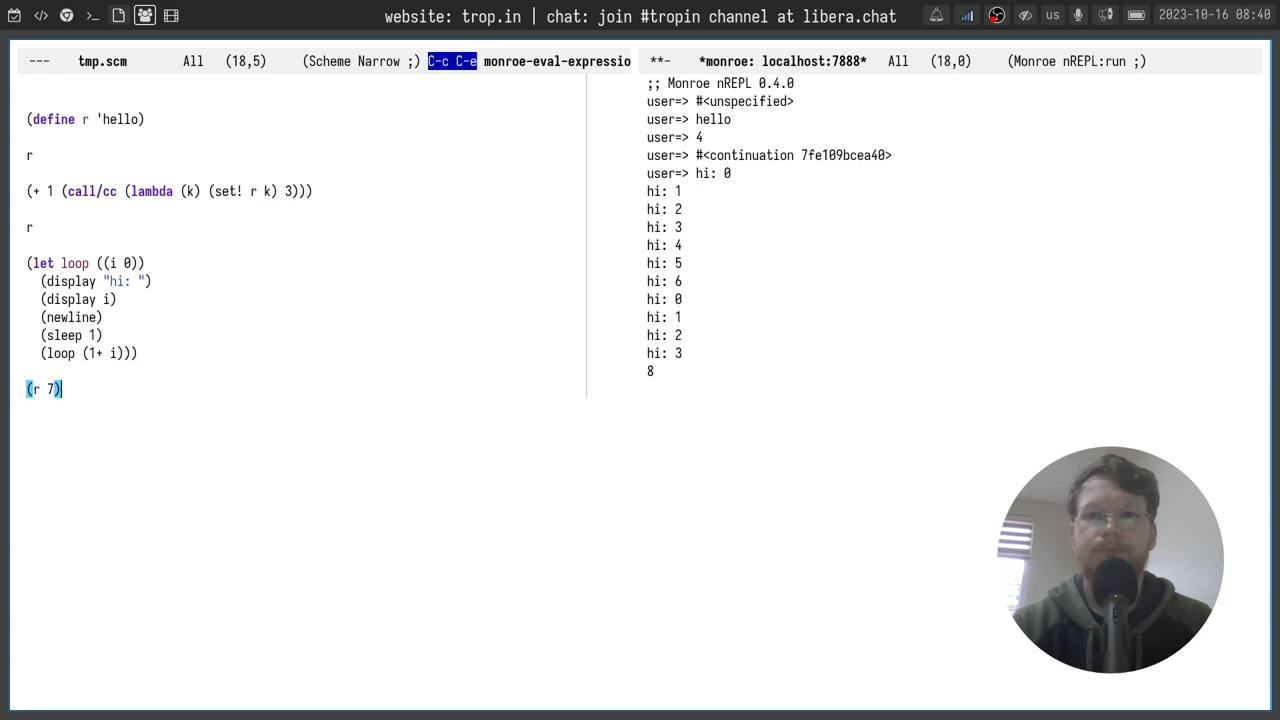 website: trop.in | chat: join #tropin channel at libera.chat
us
2023-10-16 08:40
--- tmp.scm All (18,5) (Scheme Narrow ;) C-c C-e monroe-eval-expressio
(define r 'hello)
r
(+ 1 (call/cc (lambda (k) (set! r k) 3)))
r
(let loop ((i 0))
(display "hi: ")
(display i)
(newline)
(sleep 1)
(loop (1+ i)))
(r 7)
**- *monroe: localhost:7888* All (18,0) (Monroe nREPL:run ;)
;; Monroe nREPL 0.4.0
user=> #<unspecified>
user=> hello
user=> 4
user=> #<continuation 7fe109bcea40>
user=> hi: 0
hi: 1
hi: 2
hi: 3
hi: 4
hi: 5
hi: 6
hi: 0
hi: 1
hi: 2
hi: 3
8